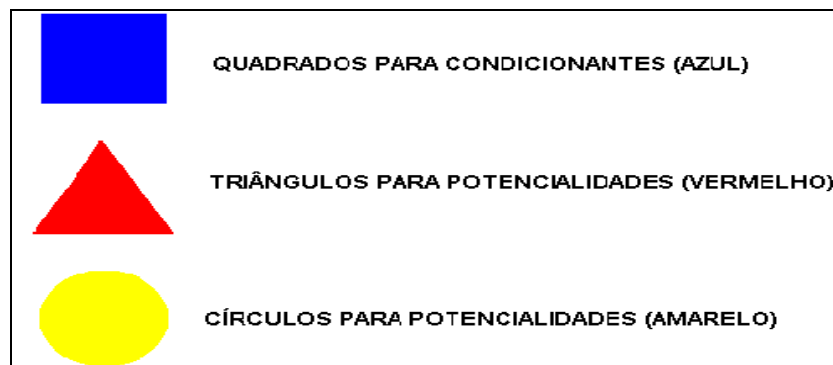 QUADRADOS PARA CONDICIONANTES (AZUL)
TRIÂNGULOS PARA POTENCIALIDADES (VERMELHO)
CÍRCULOS PARA POTENCIALIDADES (AMARELO)